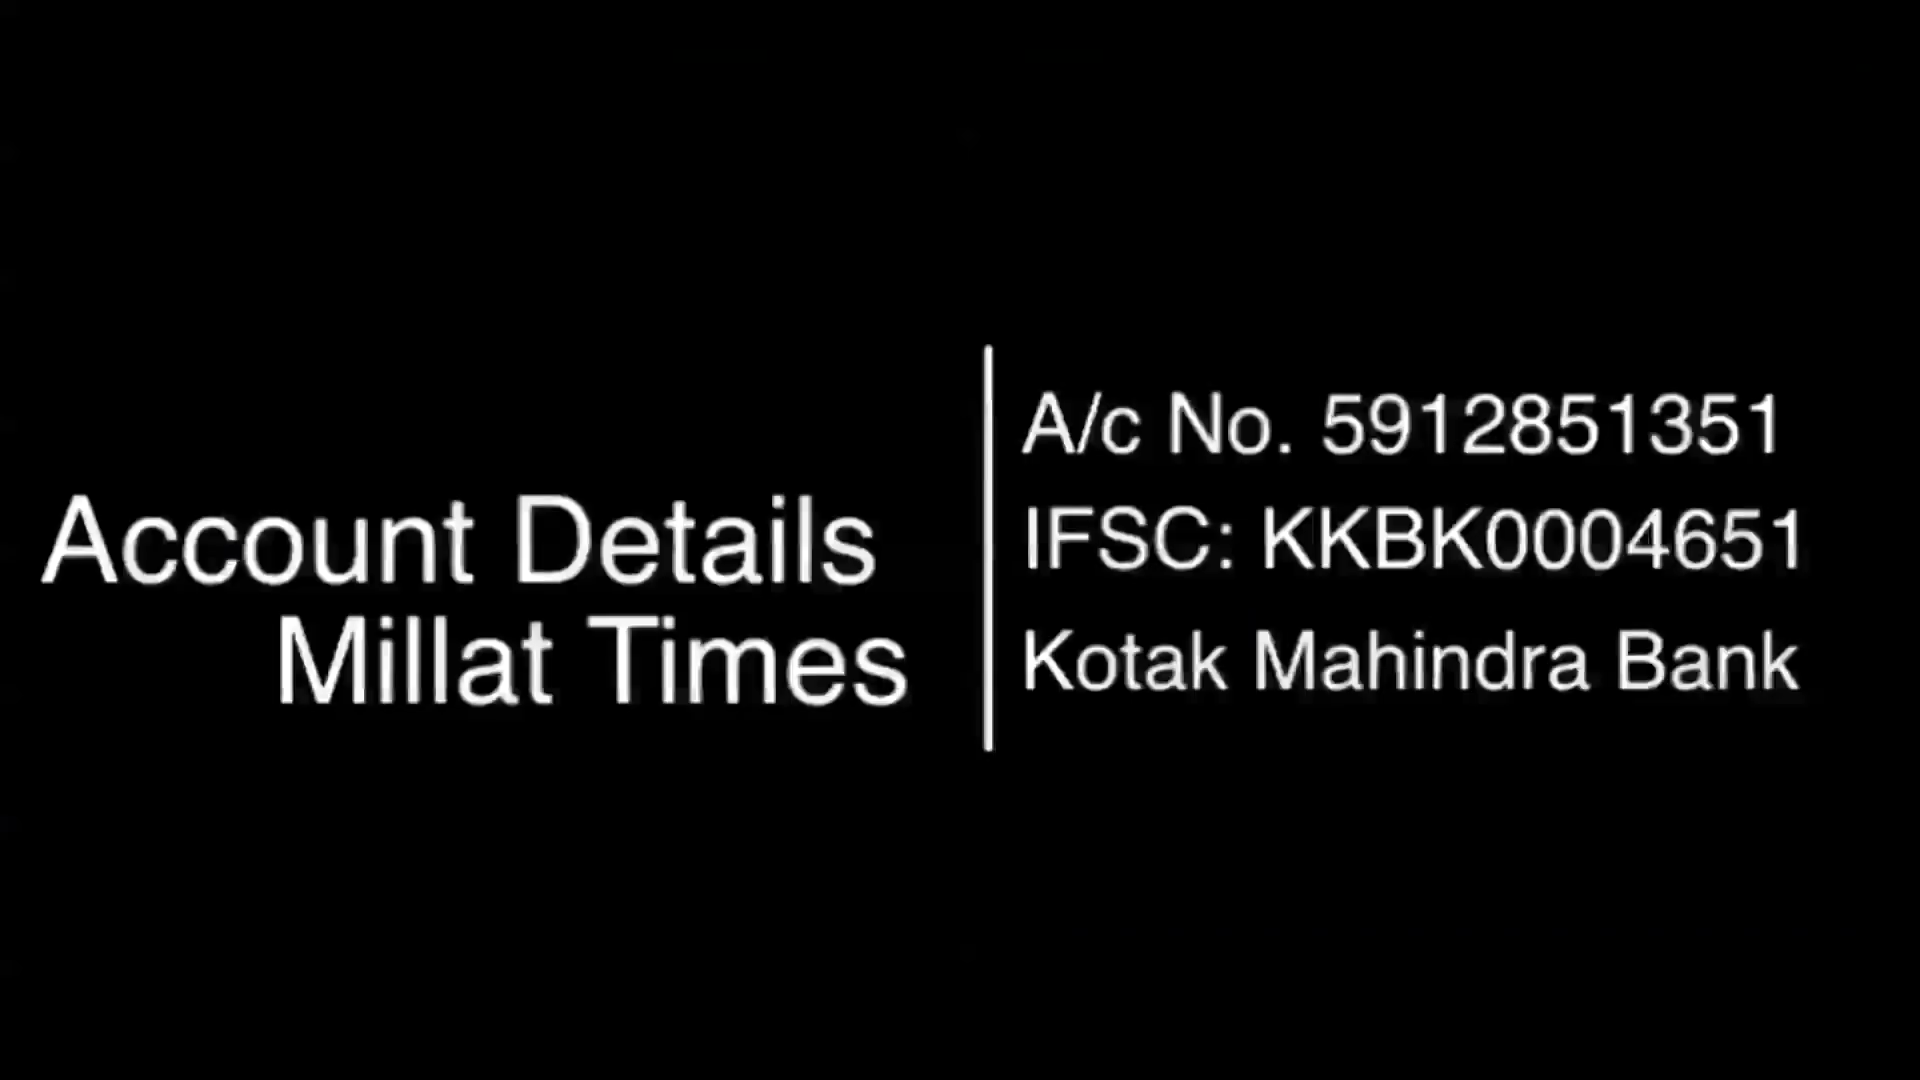 Account Details
Millat Times
A/c No. 5912851351
IFSC: KKBK0004651
Kotak Mahindra Bank